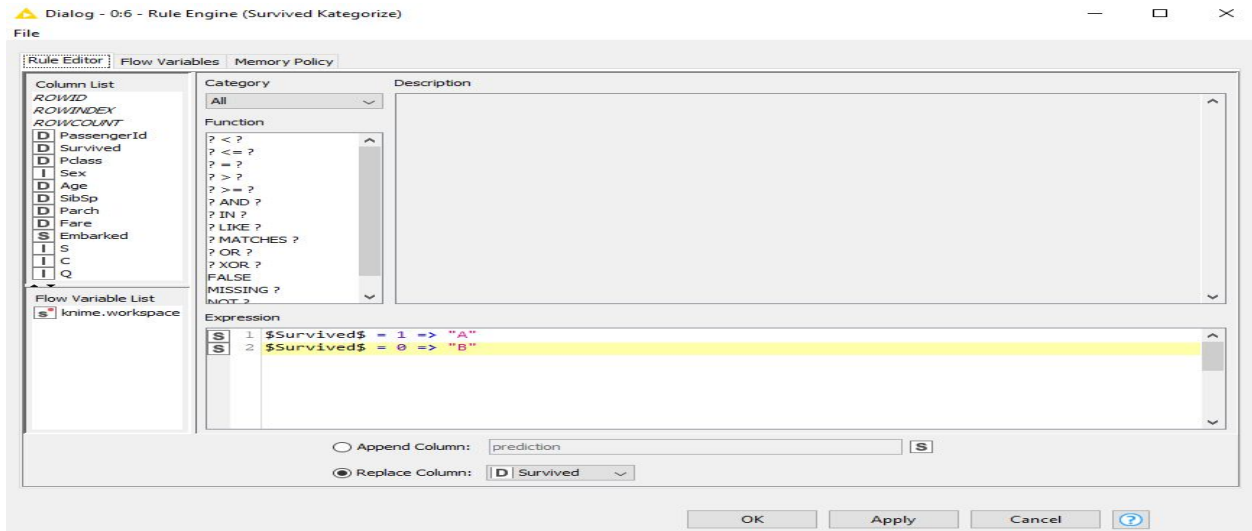 Dialog - 0:6 - Rule Engine (Survived Kategorize)
File
Rule Editor Flow Variables Memory Policy
Column List
ROWID
ROWINDEX
ROWCOUNT
D PassengerId
D Survived
D Pclass
I Sex
D Age
D SibSp
D Parch
D Fare
S Embarked
I S
I C
I Q
Flow Variable List
s knime.workspace
Category
All
Function
? < ?
? <= ?
? = ?
? > ?
? >= ?
? AND ?
? IN ?
? LIKE ?
? MATCHES ?
? OR ?
? XOR ?
FALSE
MISSING ?
NOT ?
Description
Expression
S 1 $Survived$ = 1 => "A"
S 2 $Survived$ = 0 => "B"
Append Column: prediction S
Replace Column: D Survived
OK Apply Cancel ?